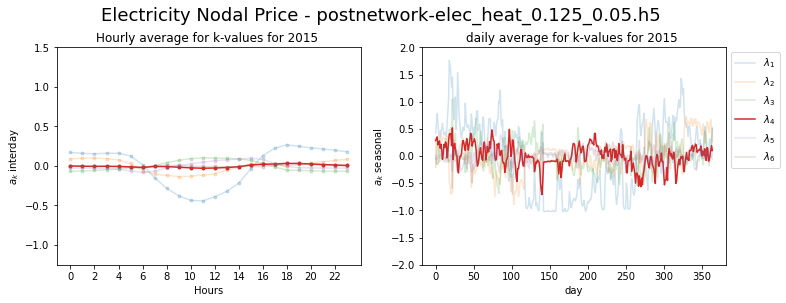 Electricity Nodal Price - postnetwork-elec_heat_0.125_0.05.h5
Hourly average for k-values for 2015
1.5
1.0
0.5
0.0
−0.5
−1.0
a_k interday
0 2 4 6 8 10 12 14 16 18 20 22
Hours
daily average for k-values for 2015
2.0
1.5
1.0
0.5
0.0
−0.5
−1.0
−1.5
−2.0
a_k seasonal
0 50 100 150 200 250 300 350
day
λ₁
λ₂
λ₃
λ₄
λ₅
λ₆